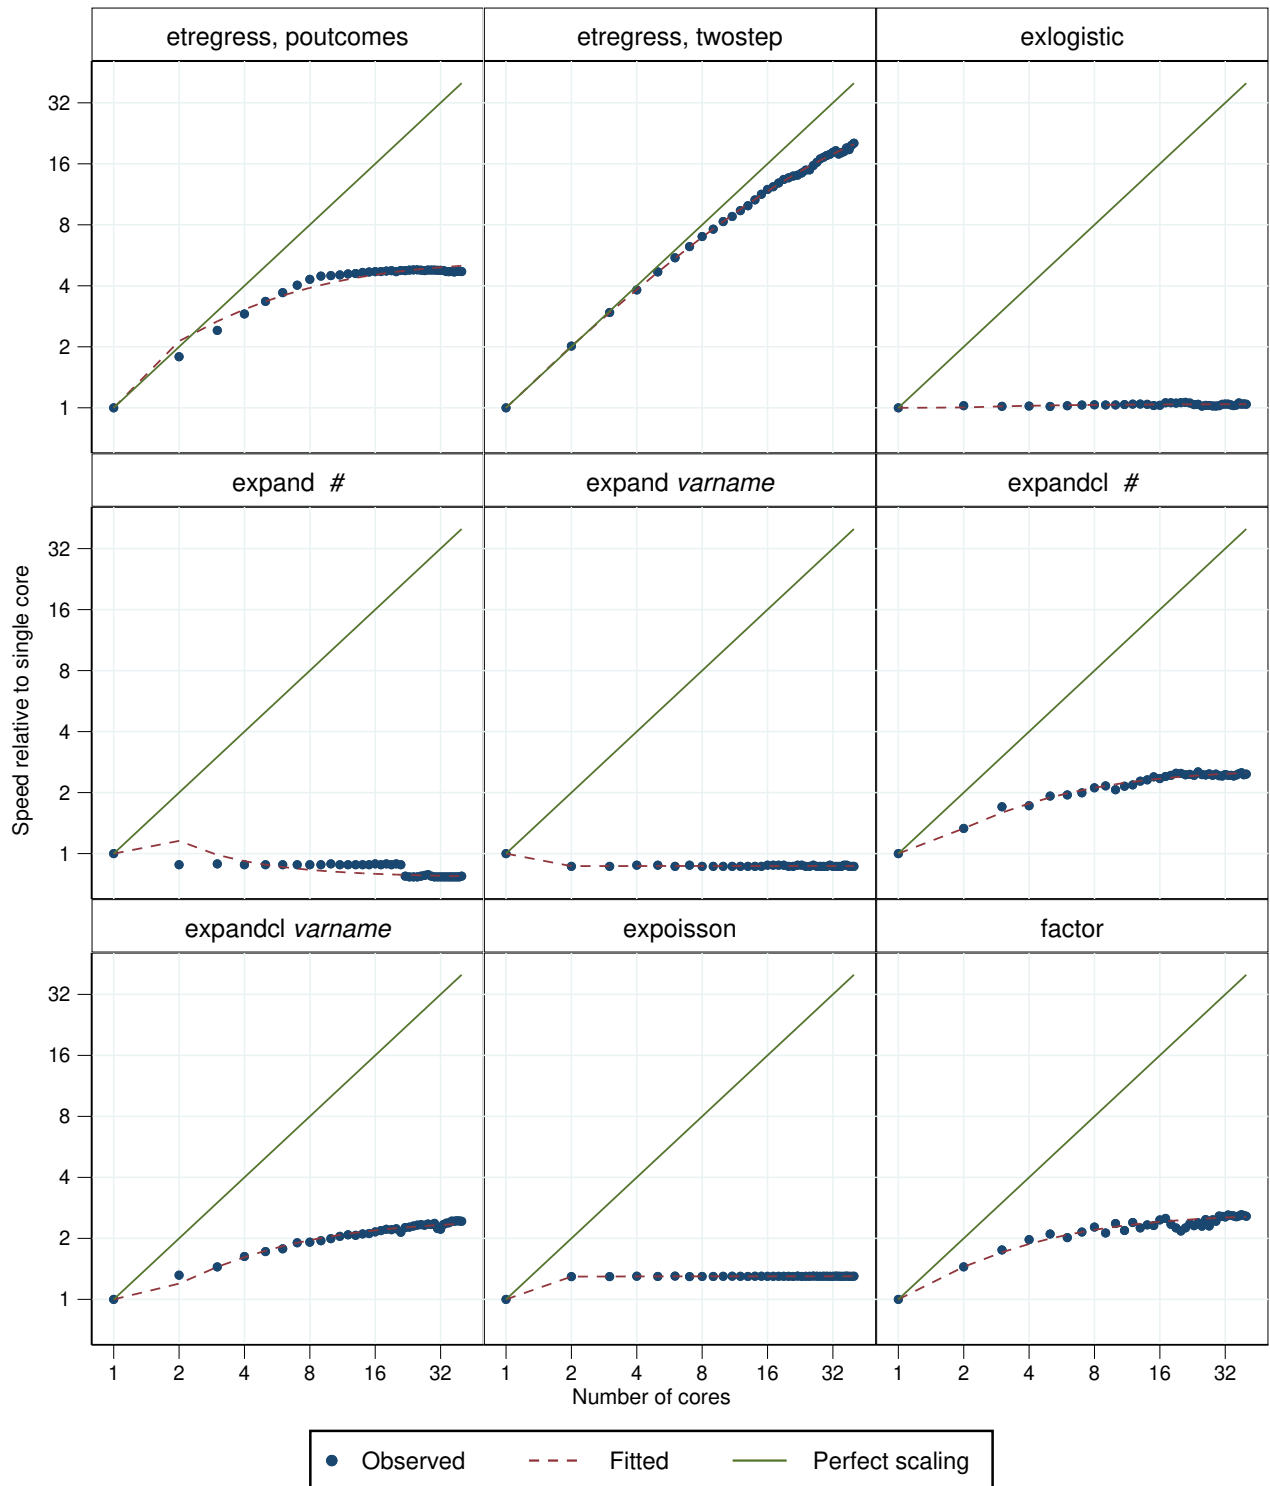 etregress, poutcomes
etregress, twostep
exlogistic
32
16
8
4
2
1
expand #
expand varname
expandcl #
32
16
8
4
2
1
Speed relative to single core
expandcl varname
expoisson
factor
32
16
8
4
2
1
1 2 4 8 16 32
1 2 4 8 16 32
1 2 4 8 16 32
Number of cores
Observed
Fitted
Perfect scaling